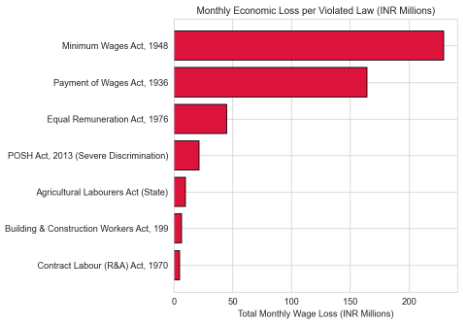 Monthly Economic Loss per Violated Law (INR Millions)
Minimum Wages Act, 1948
Payment of Wages Act, 1936
Equal Remuneration Act, 1976
POSH Act, 2013 (Severe Discrimination)
Agricultural Labourers Act (State)
Building & Construction Workers Act, 199
Contract Labour (R&A) Act, 1970
0 50 100 150 200
Total Monthly Wage Loss (INR Millions)